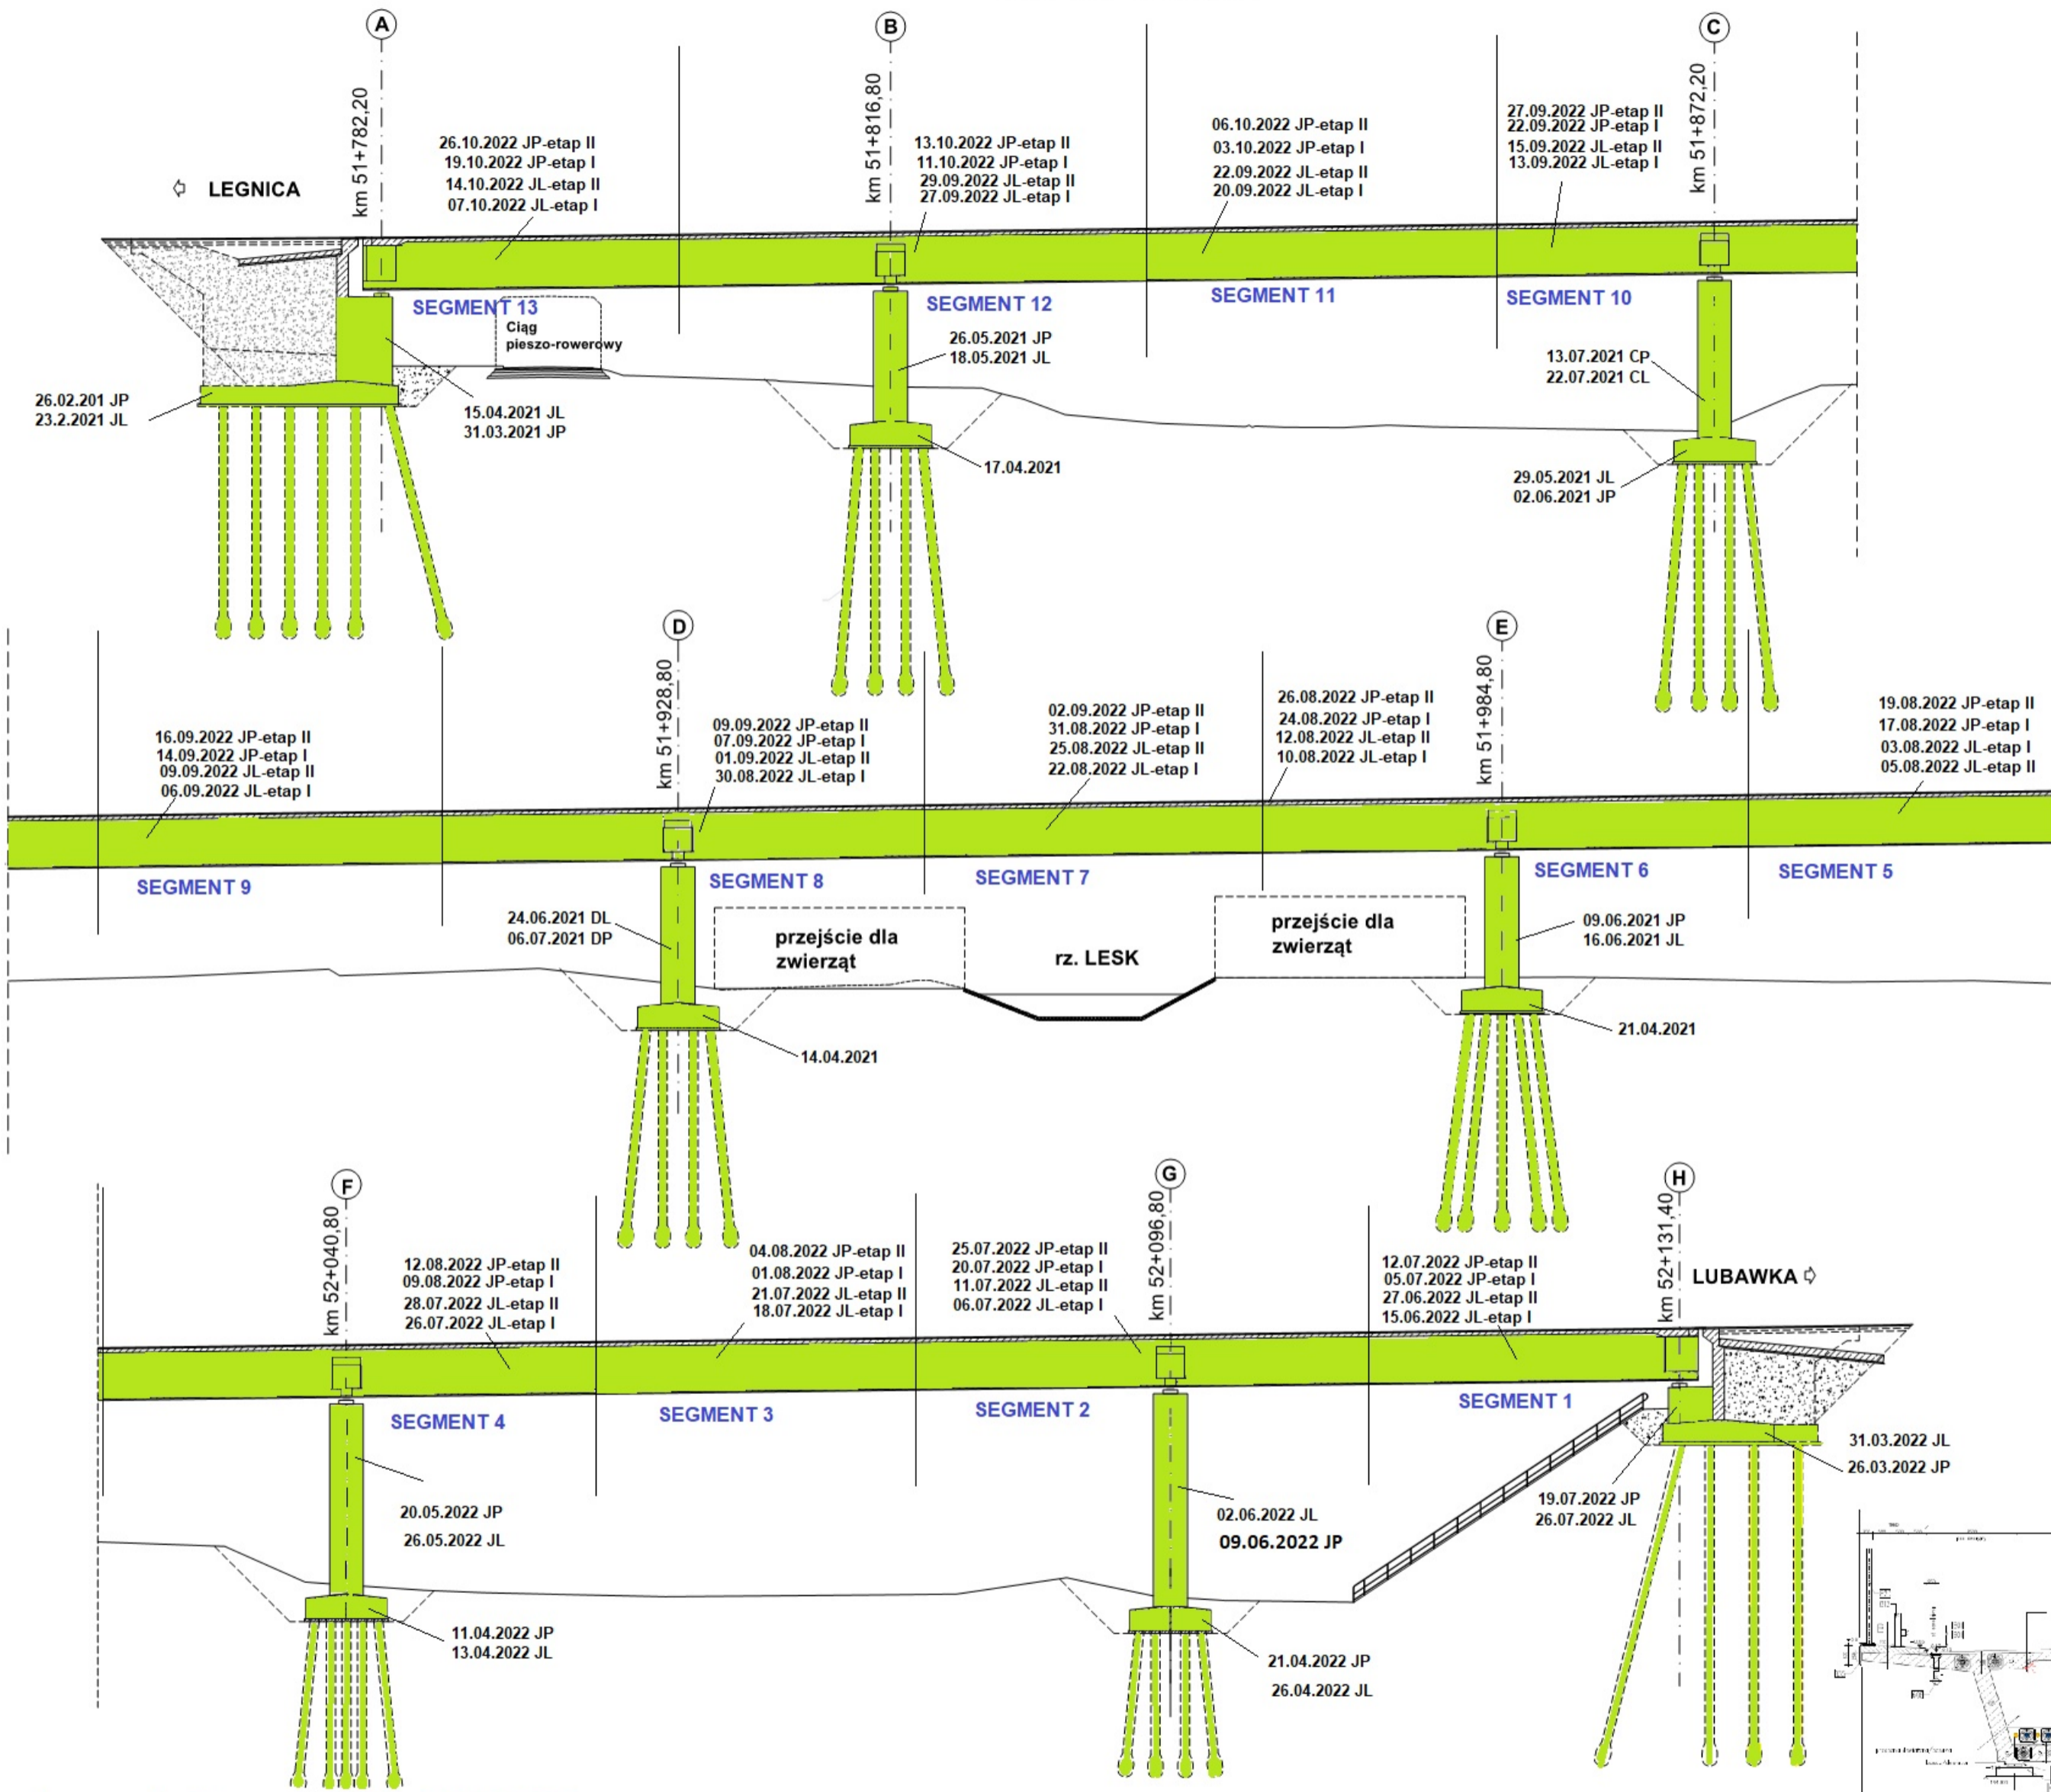 A
B
C
km 51+782,20
km 51+816,80
km 51+872,20
LEGNICA
26.10.2022 JP-etap II
19.10.2022 JP-etap I
14.10.2022 JL-etap II
07.10.2022 JL-etap I
13.10.2022 JP-etap II
11.10.2022 JP-etap I
29.09.2022 JL-etap II
27.09.2022 JL-etap I
06.10.2022 JP-etap II
03.10.2022 JP-etap I
22.09.2022 JL-etap II
20.09.2022 JL-etap I
27.09.2022 JP-etap II
22.09.2022 JP-etap I
15.09.2022 JL-etap II
13.09.2022 JL-etap I
SEGMENT 13
SEGMENT 12
SEGMENT 11
SEGMENT 10
Ciąg
pieszo-rowerowy
26.02.201 JP
23.2.2021 JL
15.04.2021 JL
31.03.2021 JP
26.05.2021 JP
18.05.2021 JL
17.04.2021
13.07.2021 CP
22.07.2021 CL
29.05.2021 JL
02.06.2021 JP
D
E
km 51+928,80
km 51+984,80
16.09.2022 JP-etap II
14.09.2022 JP-etap I
09.09.2022 JL-etap II
06.09.2022 JL-etap I
09.09.2022 JP-etap II
07.09.2022 JP-etap I
01.09.2022 JL-etap II
30.08.2022 JL-etap I
02.09.2022 JP-etap II
31.08.2022 JP-etap I
25.08.2022 JL-etap II
22.08.2022 JL-etap I
26.08.2022 JP-etap II
24.08.2022 JP-etap I
12.08.2022 JL-etap II
10.08.2022 JL-etap I
19.08.2022 JP-etap II
17.08.2022 JP-etap I
03.08.2022 JL-etap I
05.08.2022 JL-etap II
SEGMENT 9
SEGMENT 8
SEGMENT 7
SEGMENT 6
SEGMENT 5
24.06.2021 DL
06.07.2021 DP
przejście dla
zwierząt
rz. LESK
przejście dla
zwierząt
09.06.2021 JP
16.06.2021 JL
14.04.2021
21.04.2021
F
G
H
km 52+040,80
km 52+096,80
km 52+131,40
LUBAWKA
12.08.2022 JP-etap II
09.08.2022 JP-etap I
28.07.2022 JL-etap II
26.07.2022 JL-etap I
04.08.2022 JP-etap II
01.08.2022 JP-etap I
21.07.2022 JL-etap II
18.07.2022 JL-etap I
25.07.2022 JP-etap II
20.07.2022 JP-etap I
11.07.2022 JL-etap II
06.07.2022 JL-etap I
12.07.2022 JP-etap II
05.07.2022 JP-etap I
27.06.2022 JL-etap II
15.06.2022 JL-etap I
SEGMENT 4
SEGMENT 3
SEGMENT 2
SEGMENT 1
20.05.2022 JP
26.05.2022 JL
02.06.2022 JL
09.06.2022 JP
31.03.2022 JL
26.03.2022 JP
19.07.2022 JP
26.07.2022 JL
11.04.2022 JP
13.04.2022 JL
21.04.2022 JP
26.04.2022 JL